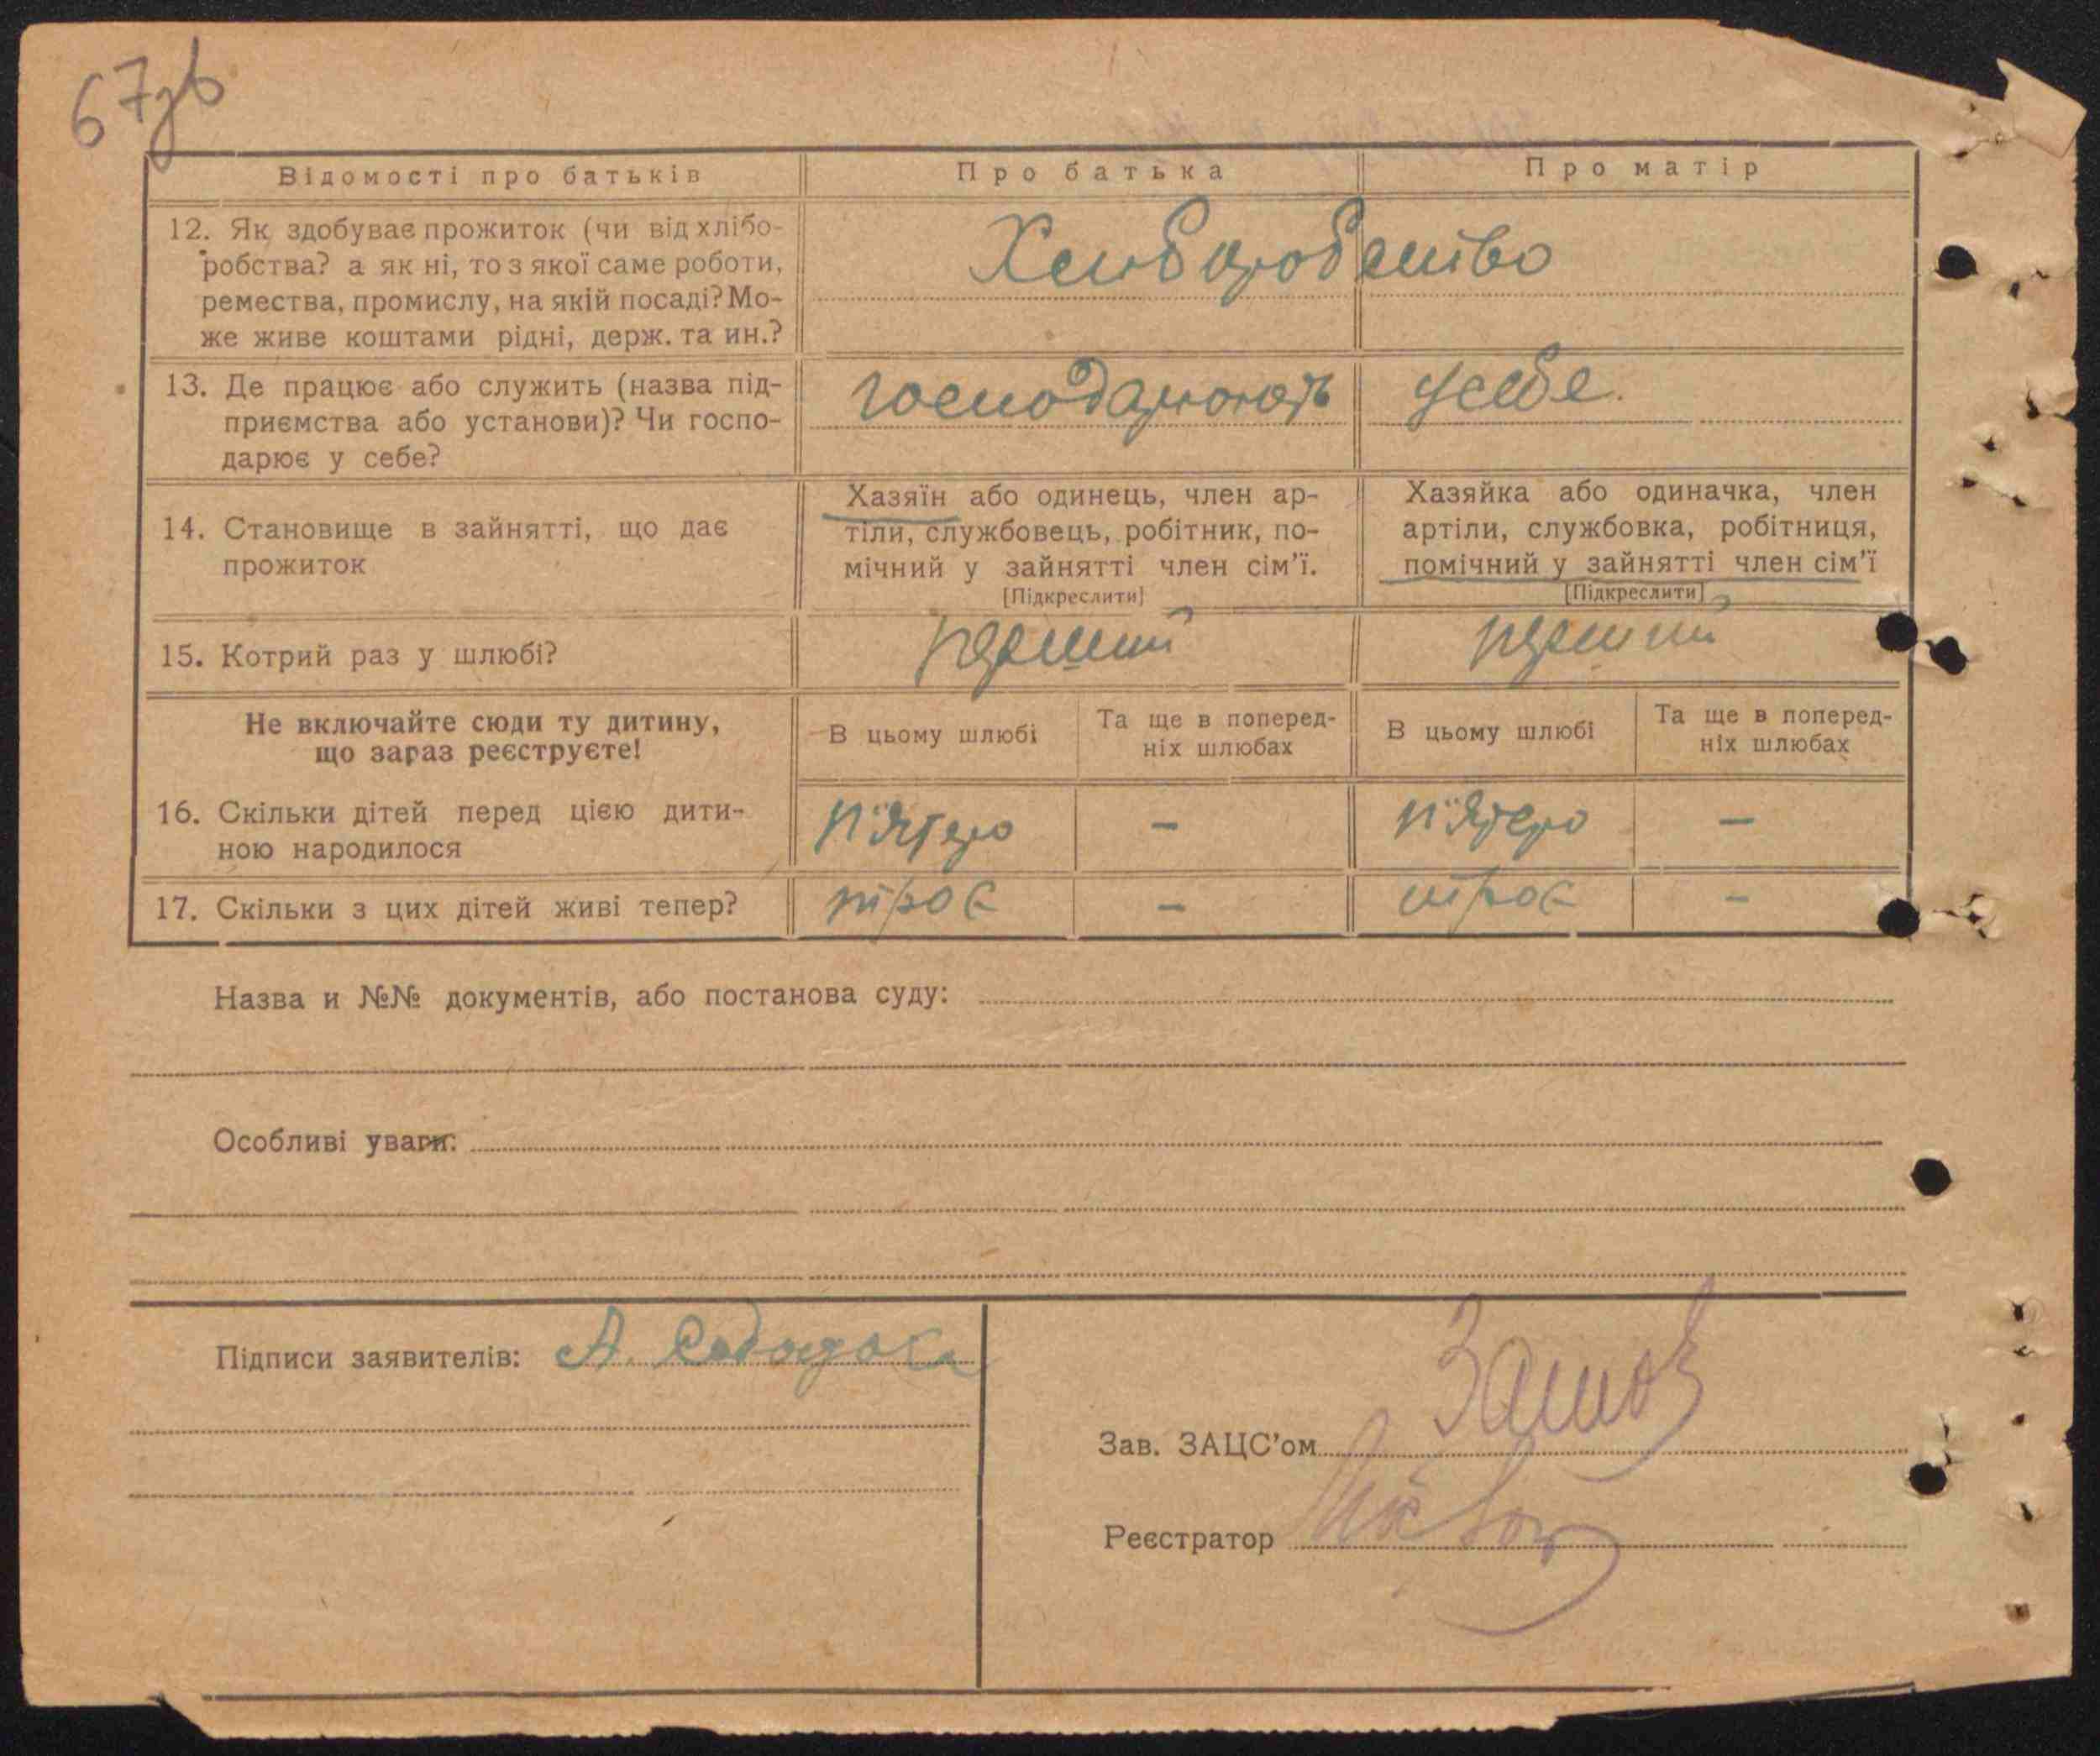 67зв
Відомості про батьків
Про батька
Про матір
12. Як здобуває прожиток (чи від хлібо-
робства? а як ні, то з якої саме роботи,
ремества, промислу, на якій посаді? Мо-
же живе коштами рідні, держ. та ин.?
Хлиборобство
13. Де працює або служить (назва під-
приємства або установи)? Чи госпо-
дарює у себе?
господарюють
у себе.
14. Становище в зайнятті, що дає
прожиток
Хазяїн або одинець, член ар-
тіли, службовець, робітник, по-
мічний у зайнятті член сім'ї.
[Підкреслити]
Хазяйка або одиначка, член
артіли, службовка, робітниця,
помічний у зайнятті член сім'ї
[Підкреслити]
15. Котрий раз у шлюбі?
перший
перший
Не включайте сюди ту дитину,
що зараз реєструєте!
В цьому шлюбі
Та ще в поперед-
ніх шлюбах
В цьому шлюбі
Та ще в поперед-
ніх шлюбах
16. Скільки дітей перед цією дити-
ною народилося
п'ятеро
—
п'ятеро
—
17. Скільки з цих дітей живі тепер?
троє
—
троє
—
Назва и №№ документів, або постанова суду:
Особливі уваги:
Підписи заявителів: А.
Зав. ЗАЦС'ом
Реєстратор